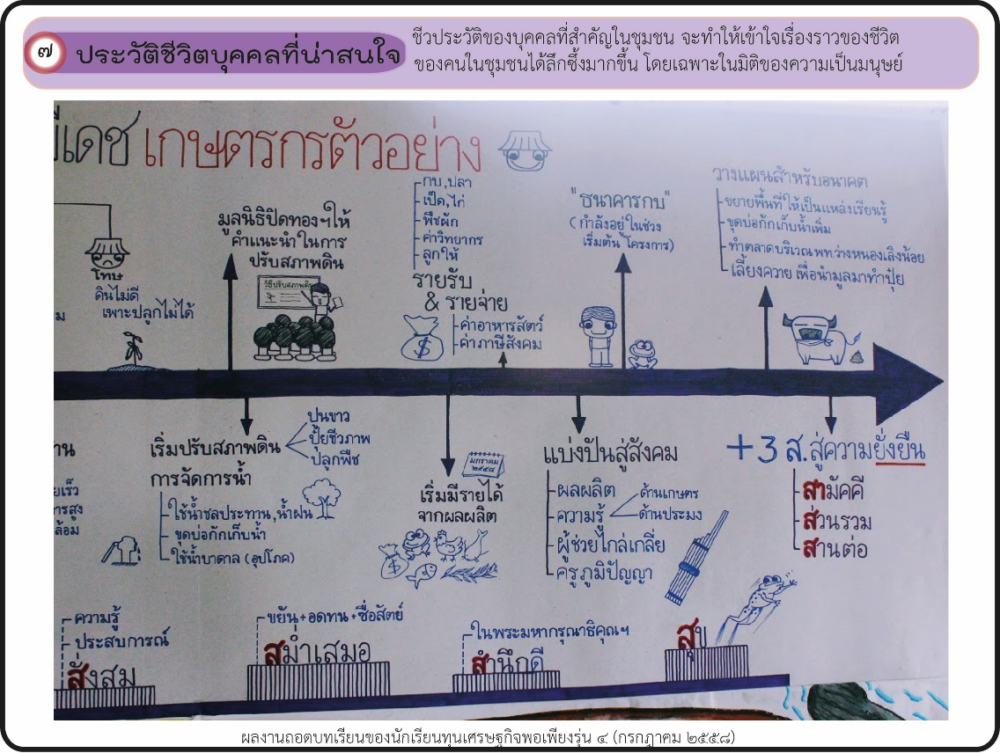 ๗ ประวัติชีวิตบุคคลที่น่าสนใจ
ชีวประวัติของบุคคลที่สำคัญในชุมชน จะทำให้เข้าใจเรื่องราวของชีวิต
ของคนในชุมชนได้ลึกซึ้งมากขึ้น โดยเฉพาะในมิติของความเป็นมนุษย์
มีเดช เกษตรกรตัวอย่าง
โทษ
ดินไม่ดี
เพาะปลูกไม่ได้
มูลนิธิปิดทองฯให้
คำแนะนำในการ
ปรับสภาพดิน
วิธีปรับสภาพดิน
กบ,ปลา
เป็ด,ไก่
พืชผัก
ค่าวิทยากร
ลูกให้
รายรับ
& รายจ่าย
ค่าอาหารสัตว์
ค่าภาษีสังคม
$
"ธนาคารกบ"
(กำลังอยู่ในช่วง
เริ่มต้นโครงการ)
วางแผนสำหรับอนาคต
ขยายพื้นที่ให้เป็นแหล่งเรียนรู้
ขุดบ่อกักเก็บน้ำเพิ่ม
ทำตลาดบริเวณ พท.ว่างหนองเลิงน้อย
เลี้ยงควาย เพื่อนำมูลมาทำปุ๋ย
เริ่มปรับสภาพดิน
ปูนขาว
ปุ๋ยชีวภาพ
ปลูกพืช
การจัดการน้ำ
ใช้น้ำชลประทาน,น้ำฝน
ขุดบ่อกักเก็บน้ำ
ใช้น้ำบาดาล (อุปโภค)
มกราคม
๒๕๕๘
เริ่มมีรายได้
จากผลผลิต
$
แบ่งปันสู่สังคม
ผลผลิต
ความรู้
ด้านเกษตร
ด้านประมง
ผู้ช่วยไกล่เกลี่ย
ครูภูมิปัญญา
+3 ส.สู่ความยั่งยืน
สามัคคี
ส่วนรวม
สานต่อ
ความรู้
ประสบการณ์
สั่งสม
ขยัน+อดทน+ซื่อสัตย์
สม่ำเสมอ
ในพระมหากรุณาธิคุณฯ
สำนึกดี
สุข
ผลงานถอดบทเรียนของนักเรียนทุนเศรษฐกิจพอเพียงรุ่น ๔ (กรกฎาคม ๒๕๕๘)